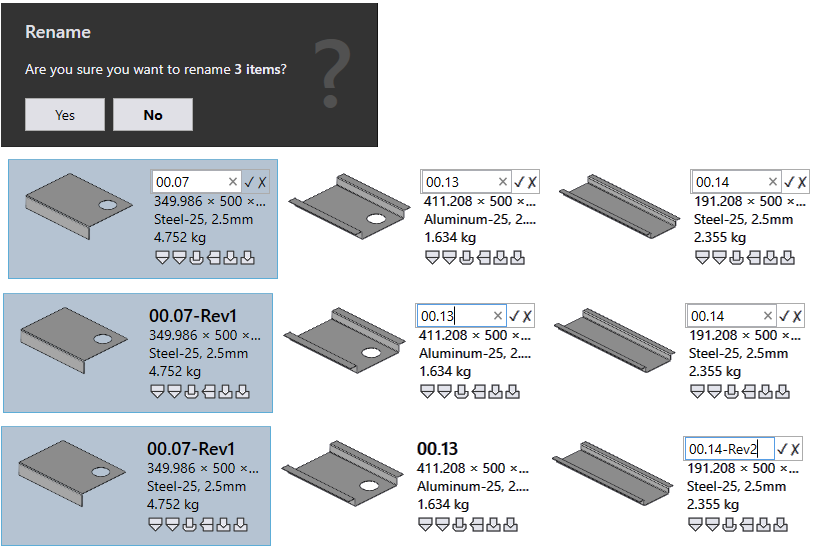 Rename
Are you sure you want to rename 3 items?
Yes No
00.07
349.986 × 500 ×...
Steel-25, 2.5mm
4.752 kg
00.13
411.208 × 500 ×...
Aluminum-25, 2....
1.634 kg
00.14
191.208 × 500 ×...
Steel-25, 2.5mm
2.355 kg
00.07-Rev1
349.986 × 500 ×...
Steel-25, 2.5mm
4.752 kg
00.13
411.208 × 500 ×...
Aluminum-25, 2....
1.634 kg
00.14
191.208 × 500 ×...
Steel-25, 2.5mm
2.355 kg
00.07-Rev1
349.986 × 500 ×...
Steel-25, 2.5mm
4.752 kg
00.13
411.208 × 500 ×...
Aluminum-25, 2....
1.634 kg
00.14-Rev2
191.208 × 500 ×...
Steel-25, 2.5mm
2.355 kg